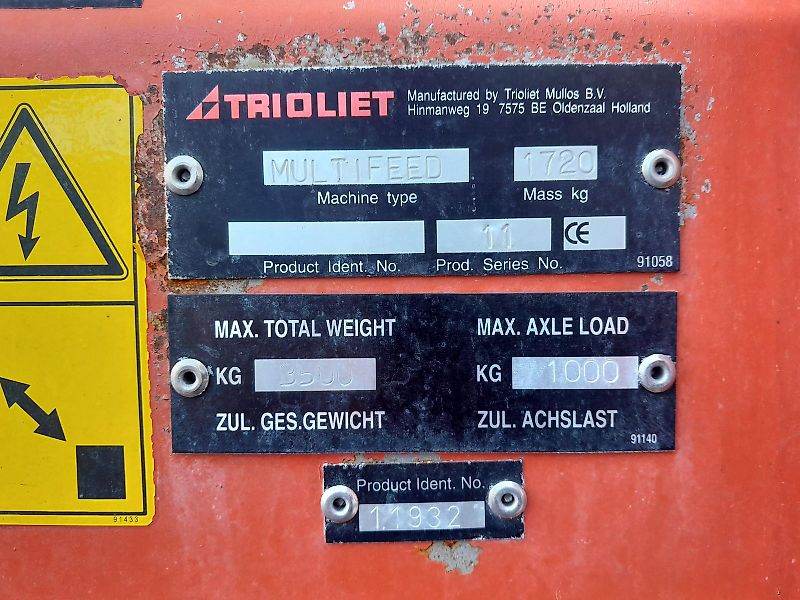 TRIOLIET
Manufactured by Trioliet Mullos B.V.
Hinmanweg 19 7575 BE Oldenzaal Holland
MULTIFEED 1720
Machine type Mass kg
11 CE
Product Ident. No. Prod. Series No. 91058
MAX. TOTAL WEIGHT MAX. AXLE LOAD
KG 3500 KG 1000
ZUL. GES.GEWICHT ZUL. ACHSLAST
91140
Product Ident. No.
11932
91433